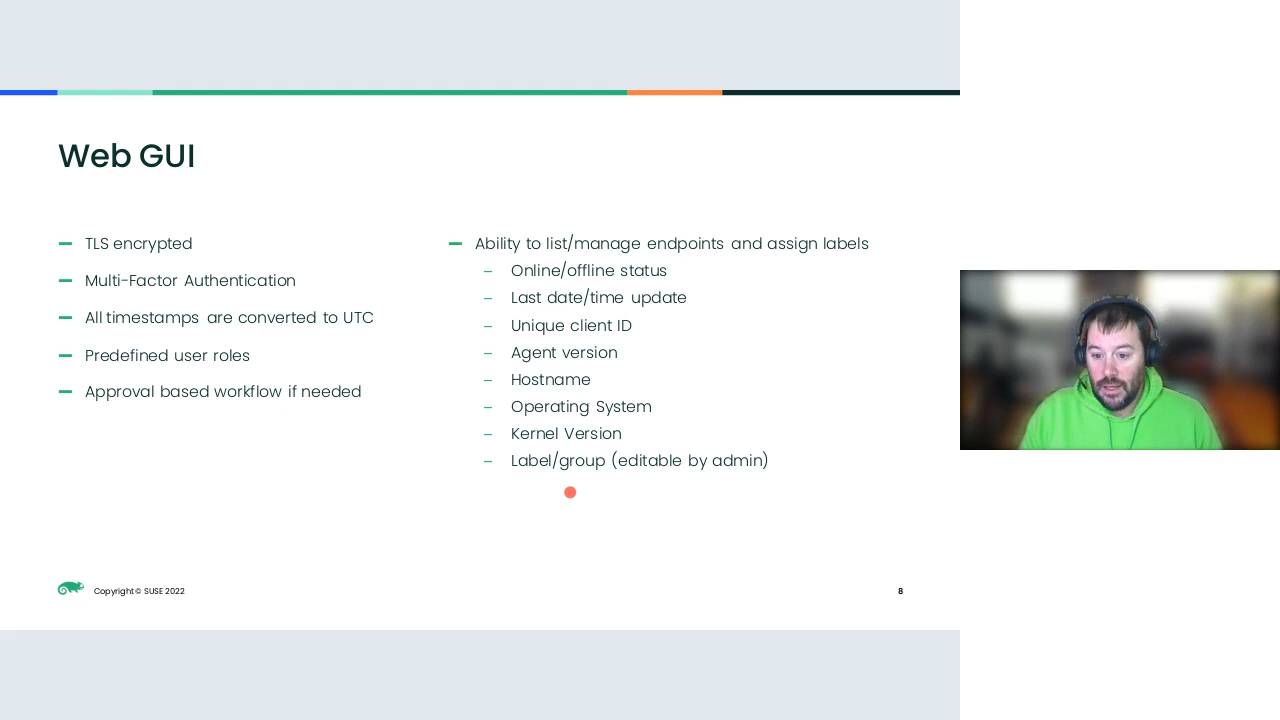 Web GUI
TLS encrypted
Multi-Factor Authentication
All timestamps are converted to UTC
Predefined user roles
Approval based workflow if needed
Ability to list/manage endpoints and assign labels
Online/offline status
Last date/time update
Unique client ID
Agent version
Hostname
Operating System
Kernel Version
Label/group (editable by admin)
Copyright © SUSE 2022
8